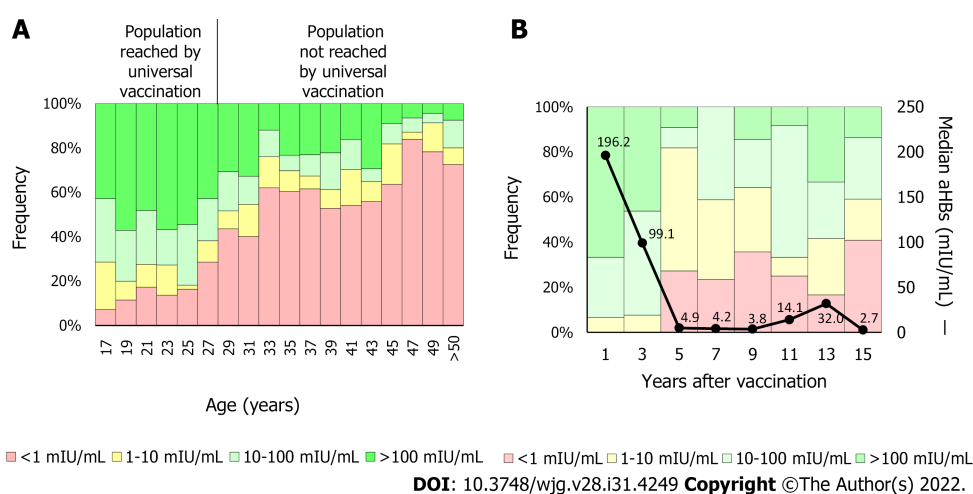 A
Population
reached by
universal
vaccination
Population
not reached
by universal
vaccination
100%
80%
60%
40%
20%
0%
Frequency
17 19 21 23 25 27 29 31 33 35 37 39 41 43 45 47 49 >50
Age (years)
<1 mIU/mL 1-10 mIU/mL 10-100 mIU/mL >100 mIU/mL
B
100%
80%
60%
40%
20%
0%
Frequency
196.2
99.1
4.9
4.2
3.8
14.1
32.0
2.7
250
200
150
100
50
0
Median aHBs (mIU/mL) —
1 3 5 7 9 11 13 15
Years after vaccination
<1 mIU/mL 1-10 mIU/mL 10-100 mIU/mL >100 mIU/mL
DOI: 10.3748/wjg.v28.i31.4249 Copyright ©The Author(s) 2022.